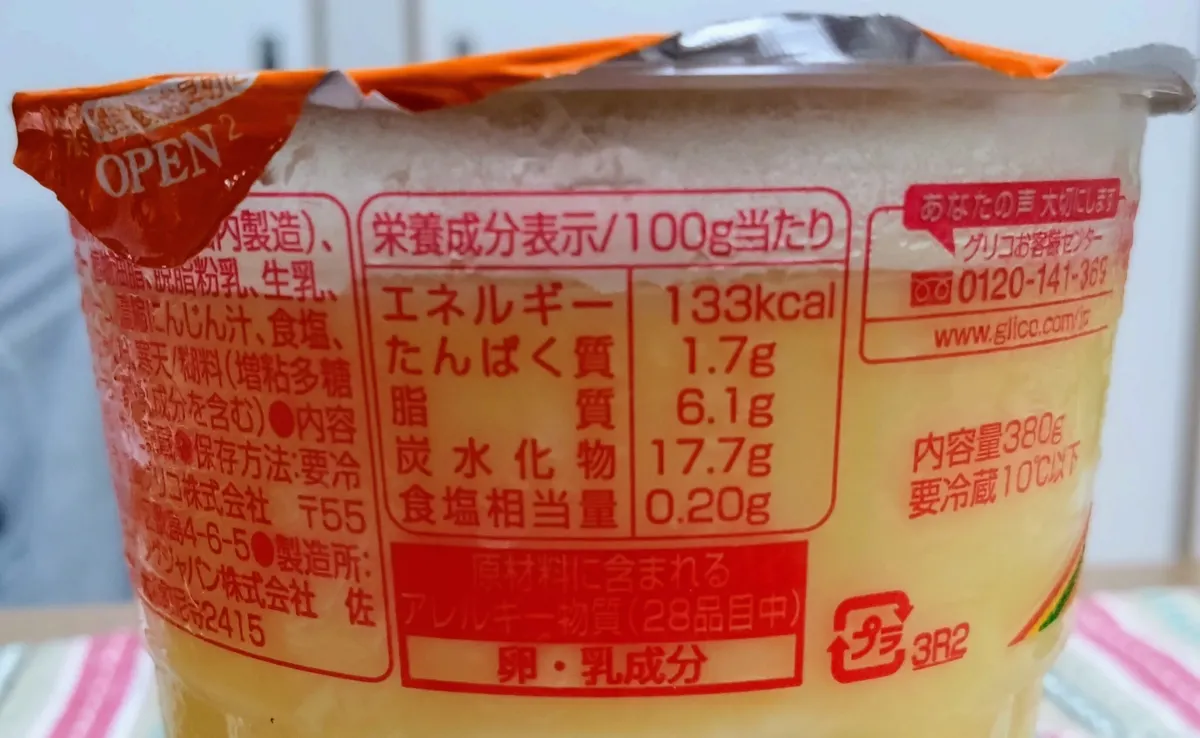 OPEN
内製造)、
脱脂粉乳、生乳、
にんじん汁、食塩、
寒天/糊料(増粘多糖
成分を含む)●内容
●保存方法:要冷
リコ株式会社 〒55
4-6-5●製造所:
ジャパン株式会社 佐
2415
栄養成分表示/100g当たり
エネルギー 133kcal
たんぱく質 1.7g
脂質 6.1g
炭水化物 17.7g
食塩相当量 0.20g
原材料に含まれる
アレルギー物質(28品目中)
卵・乳成分
あなたの声 大切にします
グリコお客様センター
0120-141-369
www.glico.com/jp
内容量380g
要冷蔵10℃以下
プラ
3R2